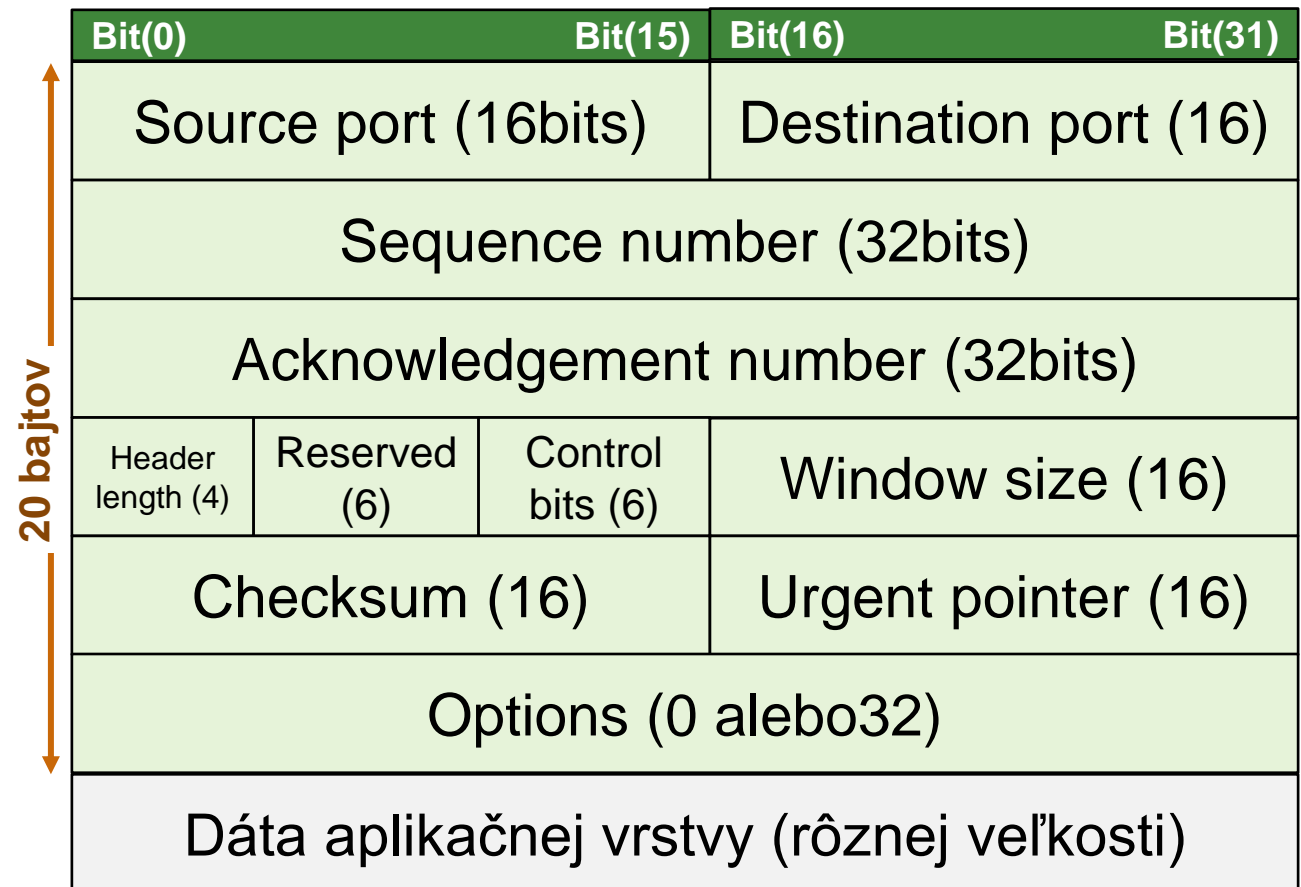 Bit(0) Bit(15) Bit(16) Bit(31)
Source port (16bits) Destination port (16)
Sequence number (32bits)
Acknowledgement number (32bits)
20 bajtov
Header
length (4)
Reserved
(6)
Control
bits (6)
Window size (16)
Checksum (16) Urgent pointer (16)
Options (0 alebo32)
Dáta aplikačnej vrstvy (rôznej veľkosti)